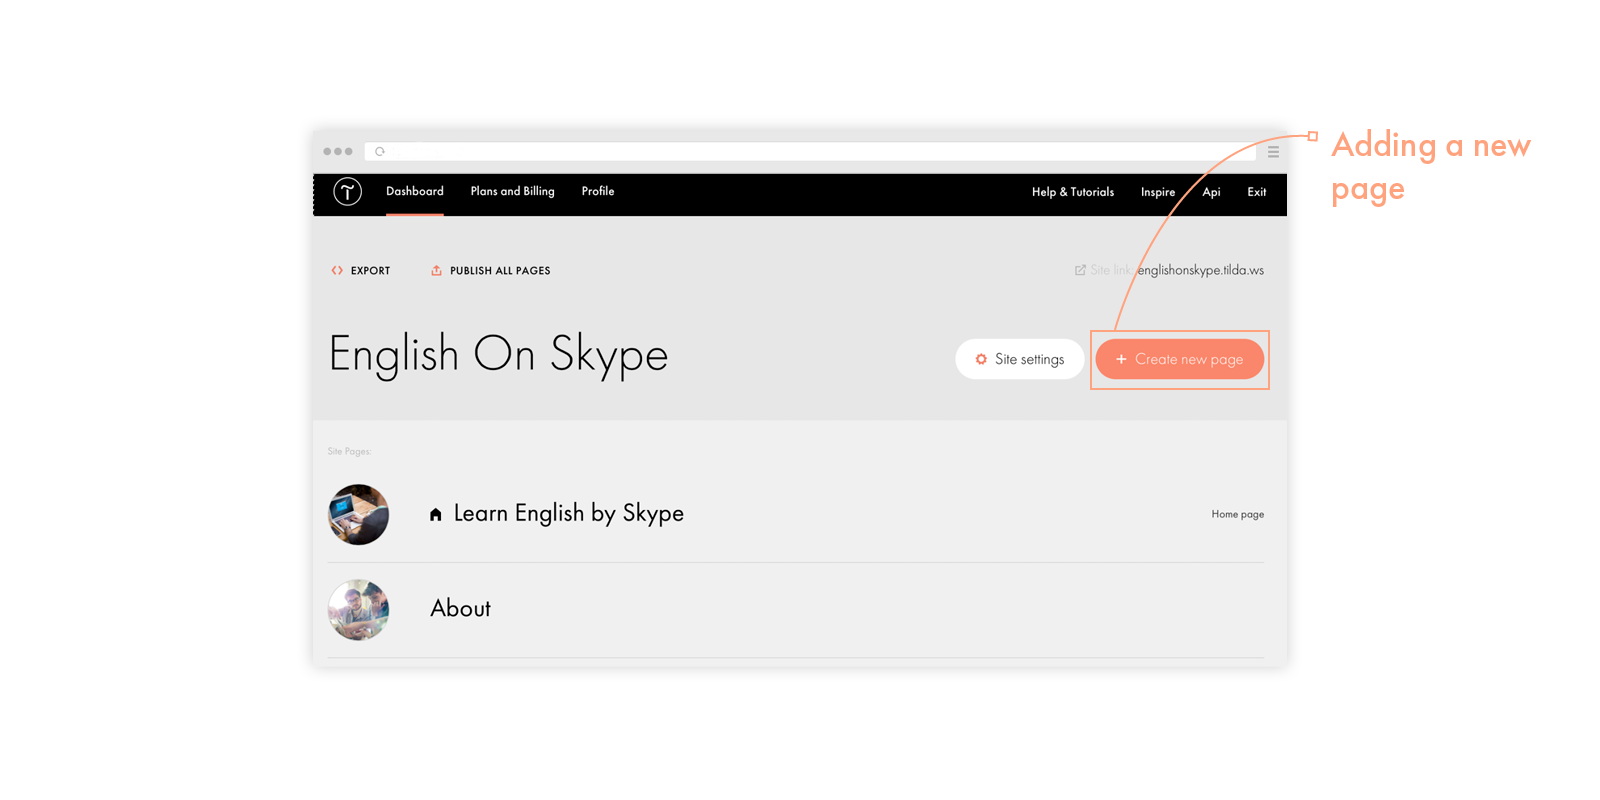 Adding a new
page
Dashboard Plans and Billing Profile Help & Tutorials Inspire Api Exit
EXPORT PUBLISH ALL PAGES Site link: englishonskype.tilda.ws
English On Skype Site settings + Create new page
Site Pages:
Learn English by Skype Home page
About